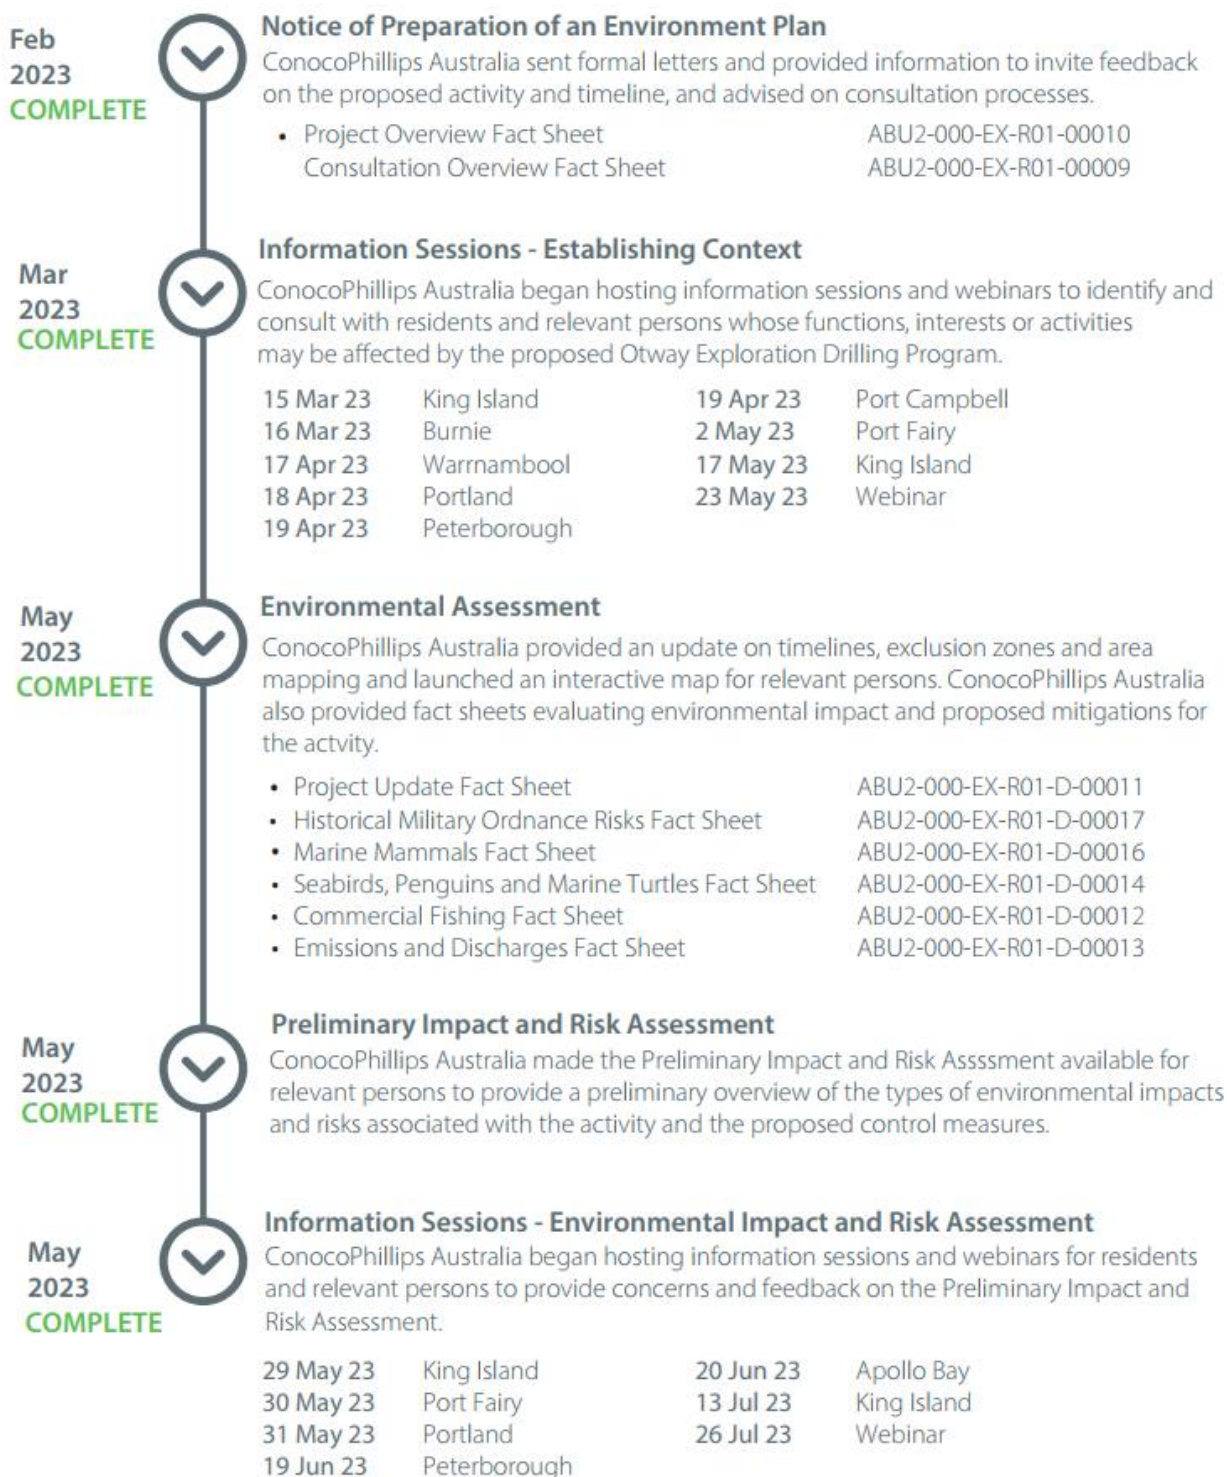 Feb
2023
COMPLETE
Notice of Preparation of an Environment Plan
ConocoPhillips Australia sent formal letters and provided information to invite feedback
on the proposed activity and timeline, and advised on consultation processes.
• Project Overview Fact Sheet ABU2-000-EX-R01-00010
Consultation Overview Fact Sheet ABU2-000-EX-R01-00009
Mar
2023
COMPLETE
Information Sessions - Establishing Context
ConocoPhillips Australia began hosting information sessions and webinars to identify and
consult with residents and relevant persons whose functions, interests or activities
may be affected by the proposed Otway Exploration Drilling Program.
15 Mar 23 King Island 19 Apr 23 Port Campbell
16 Mar 23 Burnie 2 May 23 Port Fairy
17 Apr 23 Warrnambool 17 May 23 King Island
18 Apr 23 Portland 23 May 23 Webinar
19 Apr 23 Peterborough
May
2023
COMPLETE
Environmental Assessment
ConocoPhillips Australia provided an update on timelines, exclusion zones and area
mapping and launched an interactive map for relevant persons. ConocoPhillips Australia
also provided fact sheets evaluating environmental impact and proposed mitigations for
the actvity.
• Project Update Fact Sheet ABU2-000-EX-R01-D-00011
• Historical Military Ordnance Risks Fact Sheet ABU2-000-EX-R01-D-00017
• Marine Mammals Fact Sheet ABU2-000-EX-R01-D-00016
• Seabirds, Penguins and Marine Turtles Fact Sheet ABU2-000-EX-R01-D-00014
• Commercial Fishing Fact Sheet ABU2-000-EX-R01-D-00012
• Emissions and Discharges Fact Sheet ABU2-000-EX-R01-D-00013
May
2023
COMPLETE
Preliminary Impact and Risk Assessment
ConocoPhillips Australia made the Preliminary Impact and Risk Asssment available for
relevant persons to provide a preliminary overview of the types of environmental impacts
and risks associated with the activity and the proposed control measures.
May
2023
COMPLETE
Information Sessions - Environmental Impact and Risk Assessment
ConocoPhillips Australia began hosting information sessions and webinars for residents
and relevant persons to provide concerns and feedback on the Preliminary Impact and
Risk Assessment.
29 May 23 King Island 20 Jun 23 Apollo Bay
30 May 23 Port Fairy 13 Jul 23 King Island
31 May 23 Portland 26 Jul 23 Webinar
19 Jun 23 Peterborough